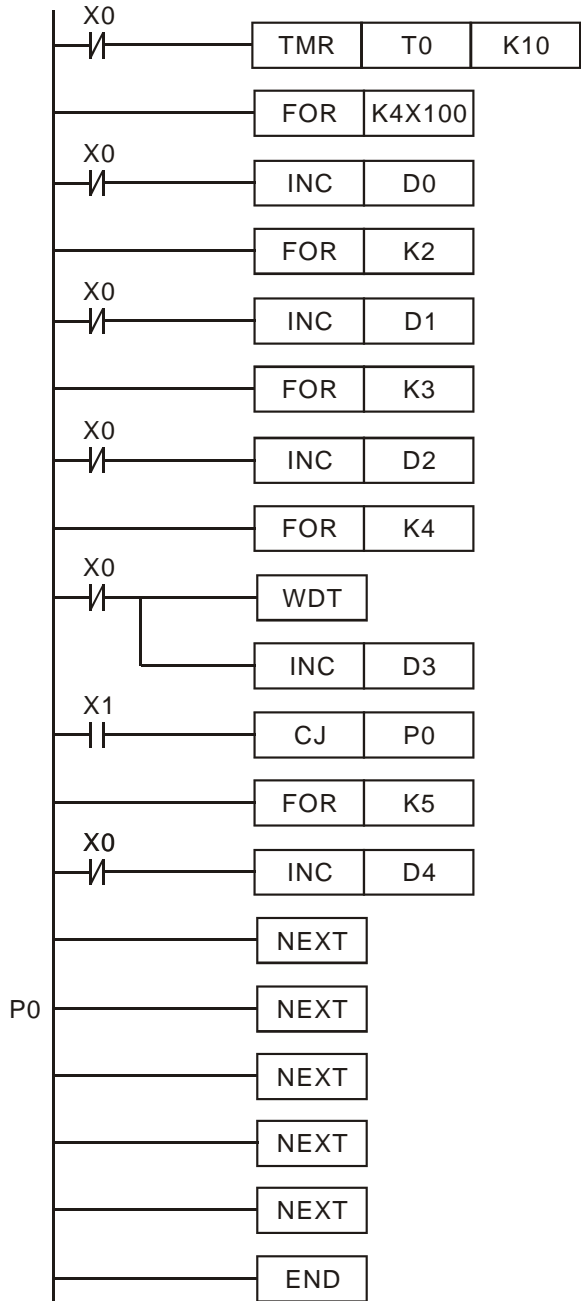 X0
TMR T0 K10
FOR K4X100
X0
INC D0
FOR K2
X0
INC D1
FOR K3
X0
INC D2
FOR K4
X0
WDT
INC D3
X1
CJ P0
FOR K5
X0
INC D4
NEXT
P0 NEXT
NEXT
NEXT
NEXT
END